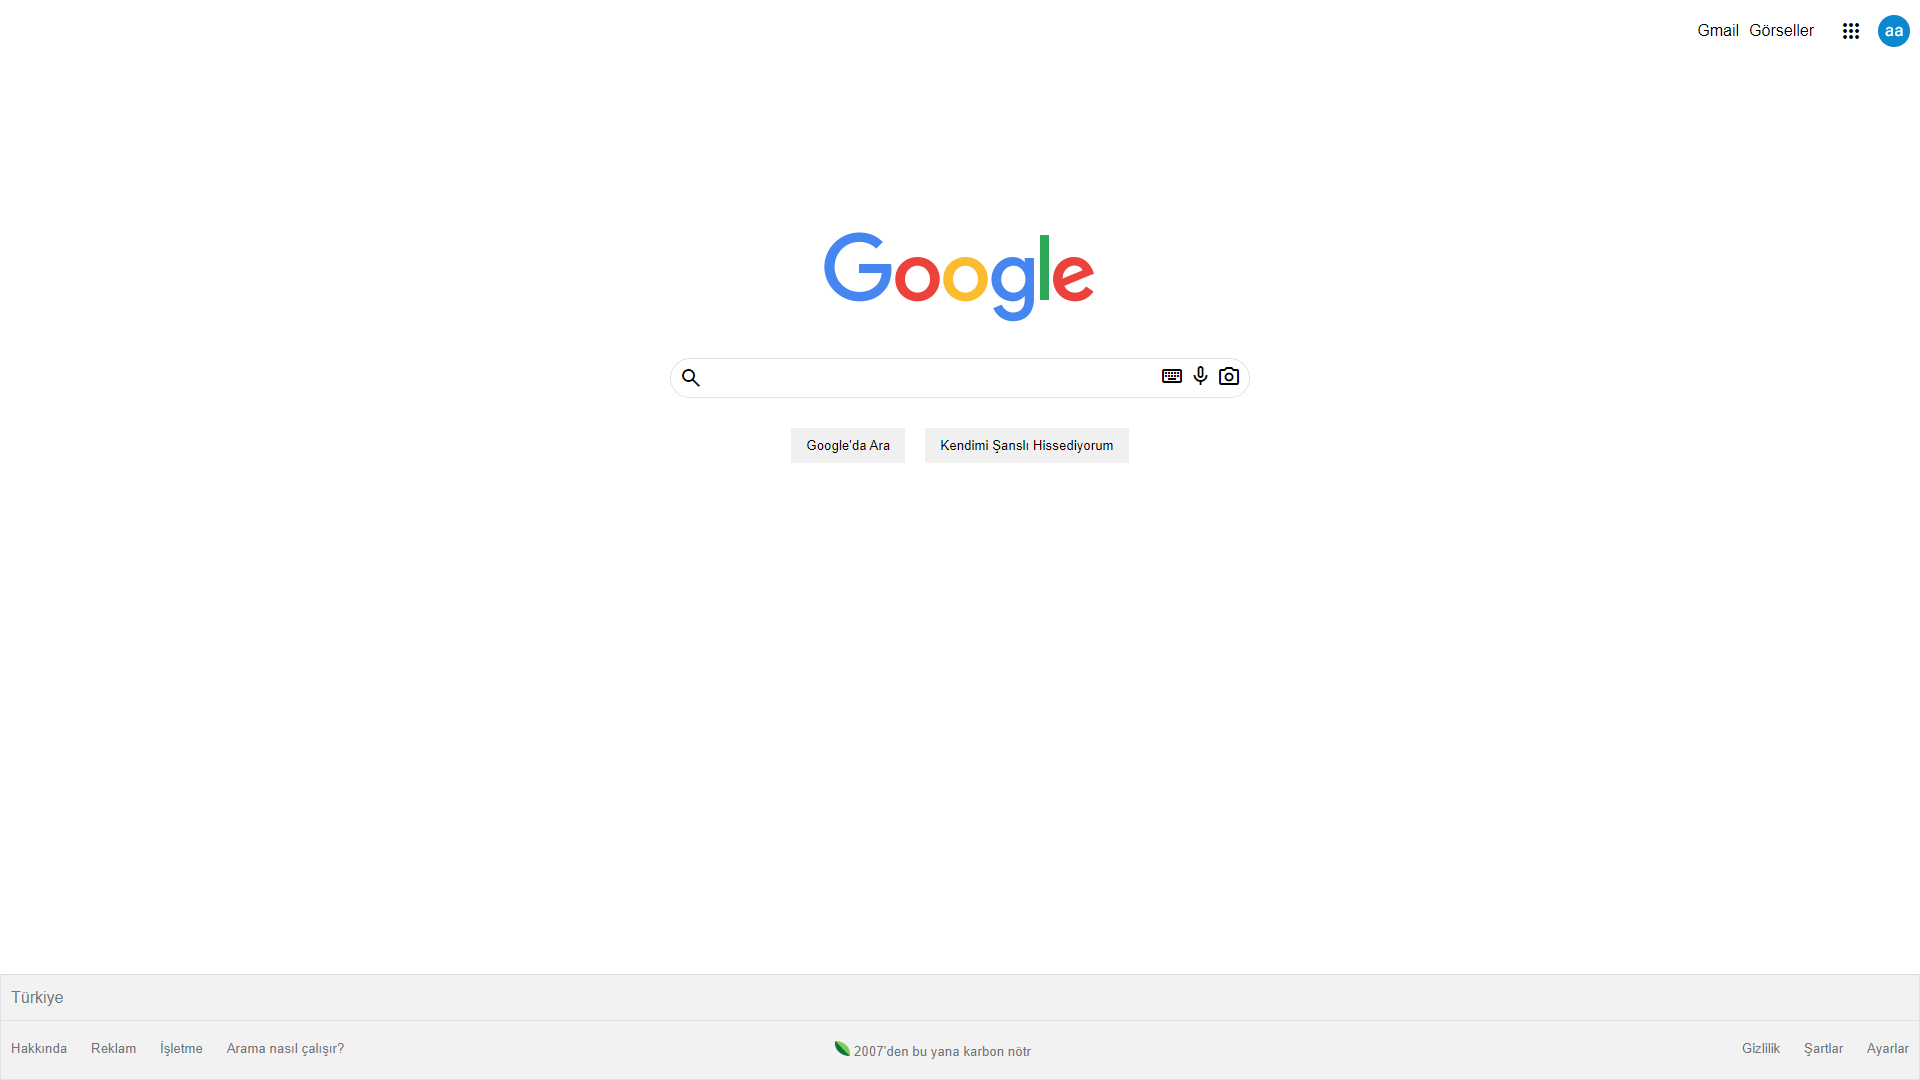 Gmail Görseller aa
Google
Google'da Ara Kendimi Şanslı Hissediyorum
Türkiye
Hakkında Reklam İşletme Arama nasıl çalışır? 2007'den bu yana karbon nötr Gizlilik Şartlar Ayarlar